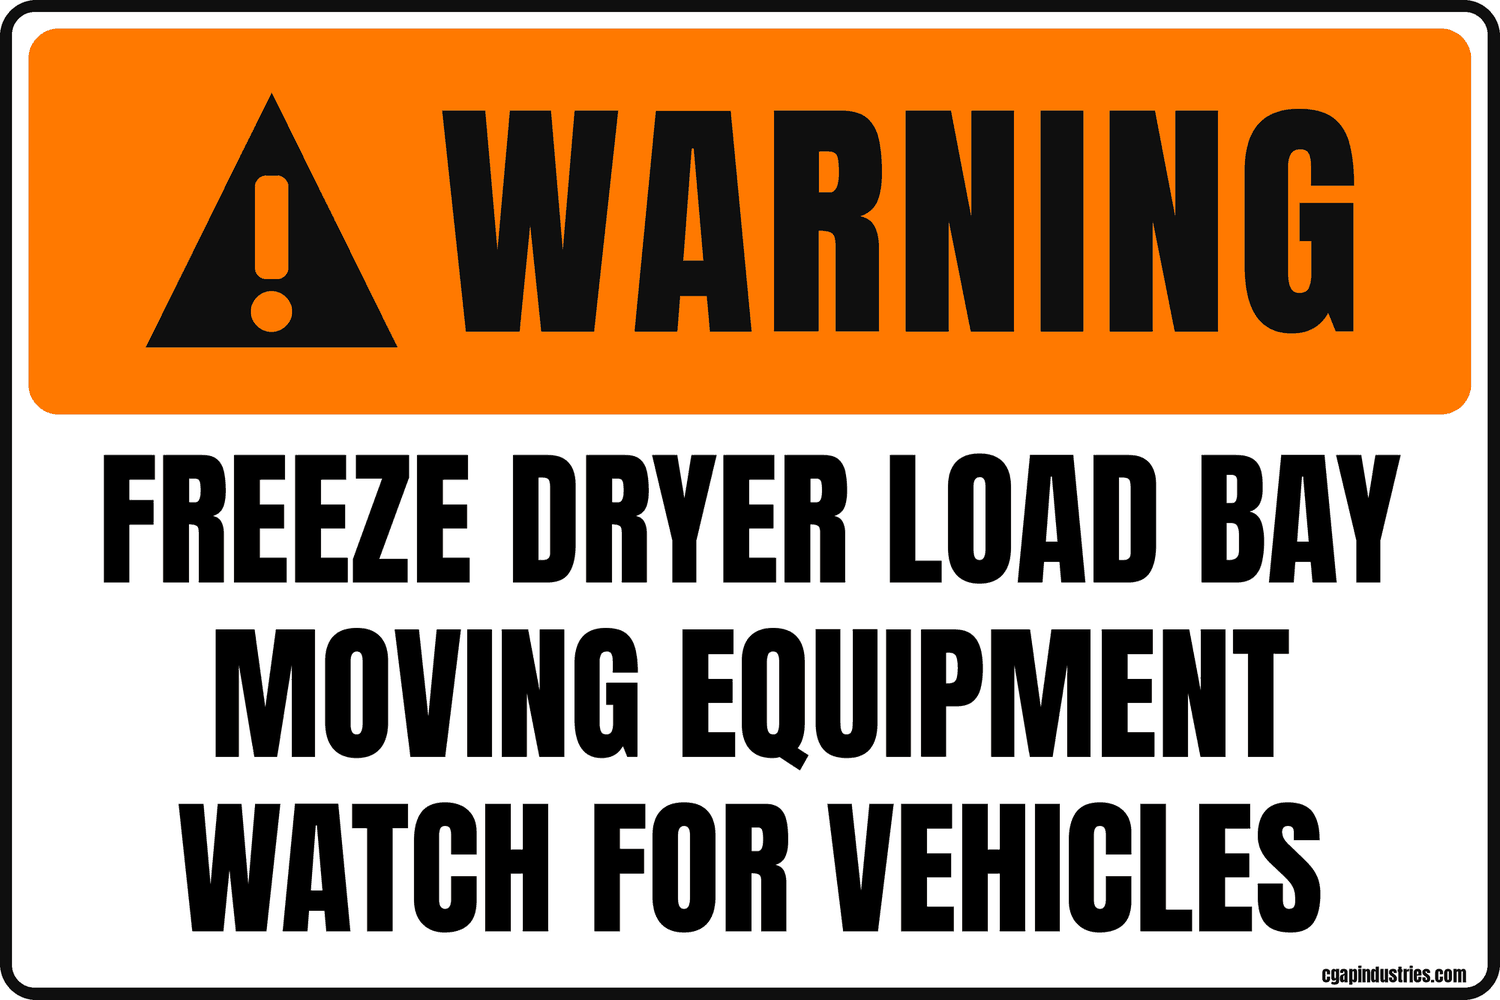 WARNING
FREEZE DRYER LOAD BAY
MOVING EQUIPMENT
WATCH FOR VEHICLES
cgapindustries.com